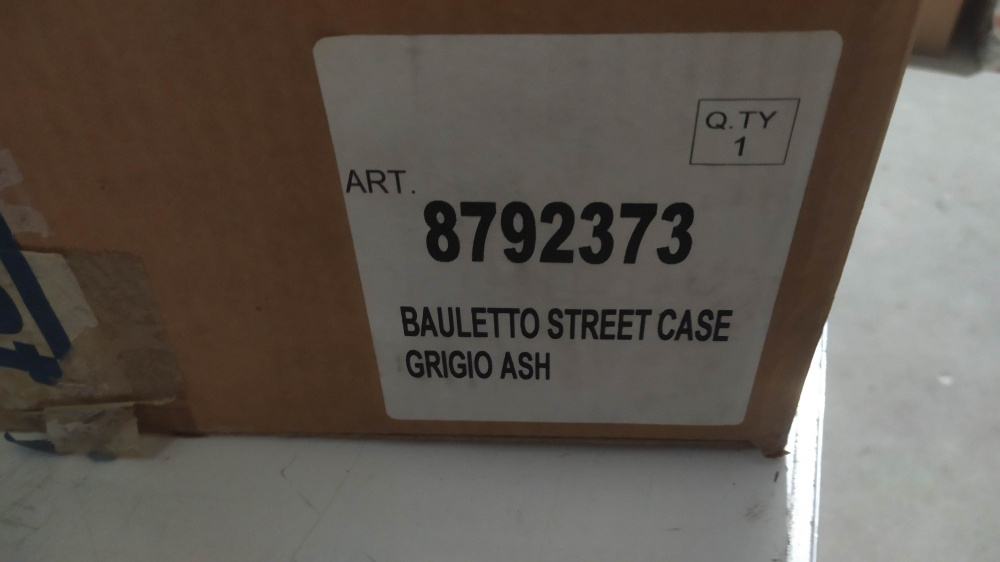 Q.TY
1
ART.
8792373
BAULETTO STREET CASE
GRIGIO ASH